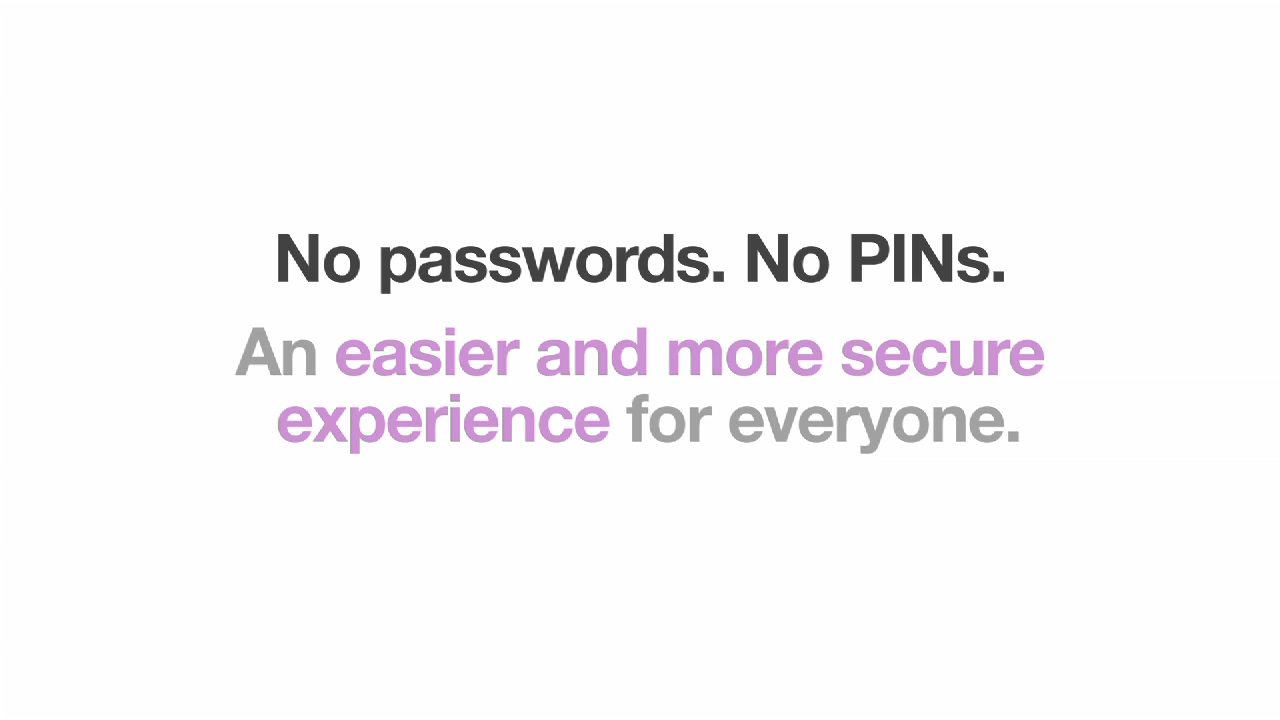 No passwords. No PINs.
An easier and more secure
experience for everyone.